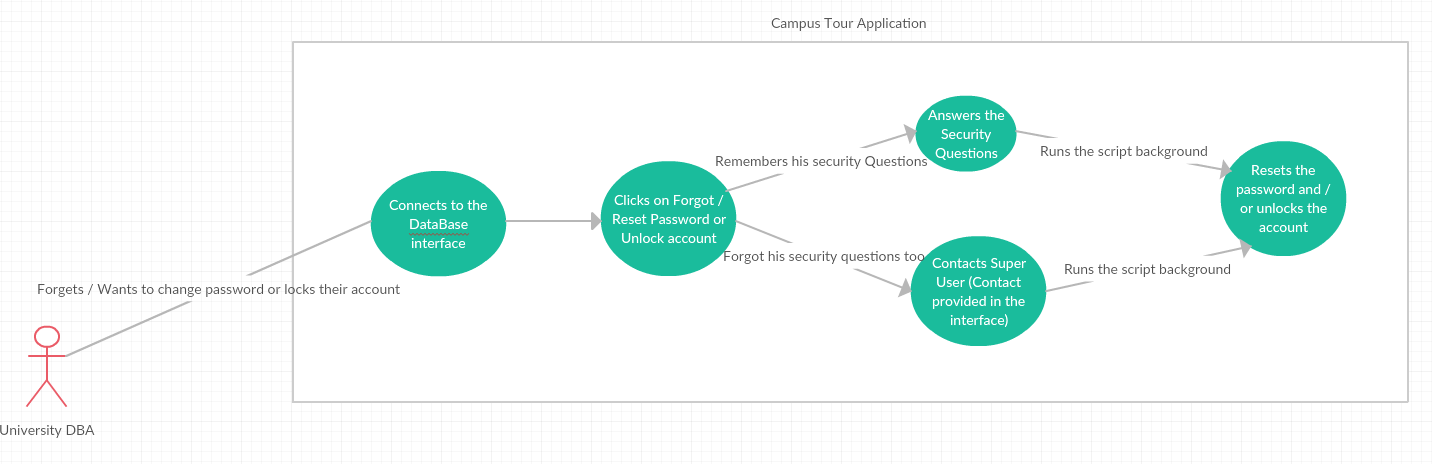 Campus Tour Application
Answers the
Security
Questions
Remembers his security Questions
Runs the script background
Resets the
password and /
or unlocks the
account
Connects to the
DataBase
interface
Clicks on Forgot /
Reset Password or
Unlock account
Forgot his security questions too
Contacts Super
User (Contact
provided in the
interface)
Runs the script background
Forgets / Wants to change password or locks their account
University DBA